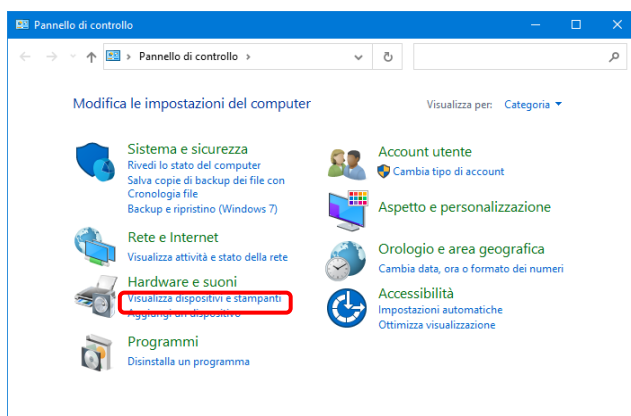 Pannello di controllo
Pannello di controllo
Modifica le impostazioni del computer
Visualizza per: Categoria
Sistema e sicurezza
Rivedi lo stato del computer
Salva copie di backup dei file con
Cronologia file
Backup e ripristino (Windows 7)
Rete e Internet
Visualizza attività e stato della rete
Hardware e suoni
Visualizza dispositivi e stampanti
Aggiungi un dispositivo
Programmi
Disinstalla un programma
Account utente
Cambia tipo di account
Aspetto e personalizzazione
Orologio e area geografica
Cambia data, ora o formato dei numeri
Accessibilità
Impostazioni automatiche
Ottimizza visualizzazione